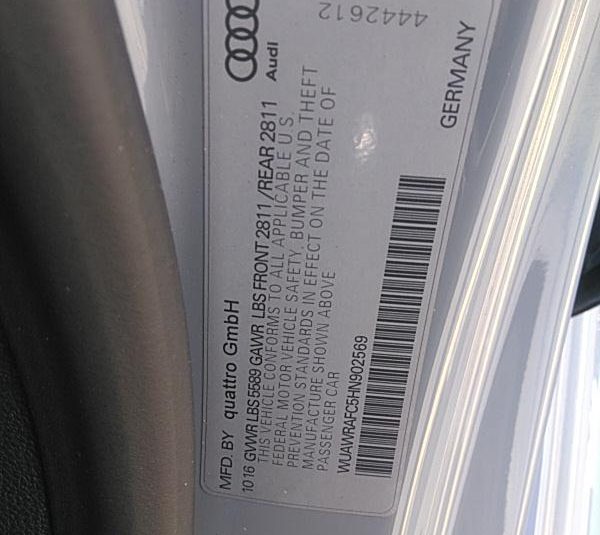 Audi
MFD. BY quattro GmbH
1016 GVWR LBS 5589 GAWR LBS FRONT 2811 / REAR 2811
THIS VEHICLE CONFORMS TO ALL APPLICABLE U S
FEDERAL MOTOR VEHICLE SAFETY, BUMPER AND THEFT
PREVENTION STANDARDS IN EFFECT ON THE DATE OF
MANUFACTURE SHOWN ABOVE
PASSENGER CAR
WUAWRAFC5HN902569
GERMANY
4442612